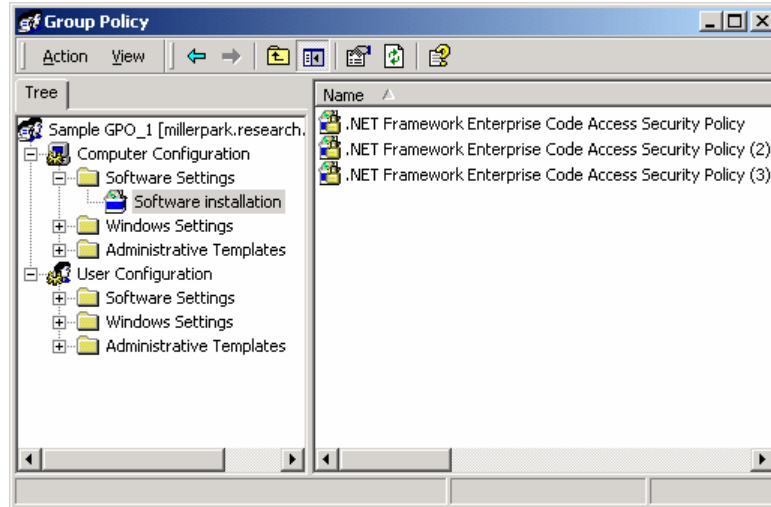 Group Policy
Action View
Tree
Name
Sample GPO_1 [millerpark.research.
Computer Configuration
Software Settings
Software installation
Windows Settings
Administrative Templates
User Configuration
Software Settings
Windows Settings
Administrative Templates
.NET Framework Enterprise Code Access Security Policy
.NET Framework Enterprise Code Access Security Policy (2)
.NET Framework Enterprise Code Access Security Policy (3)